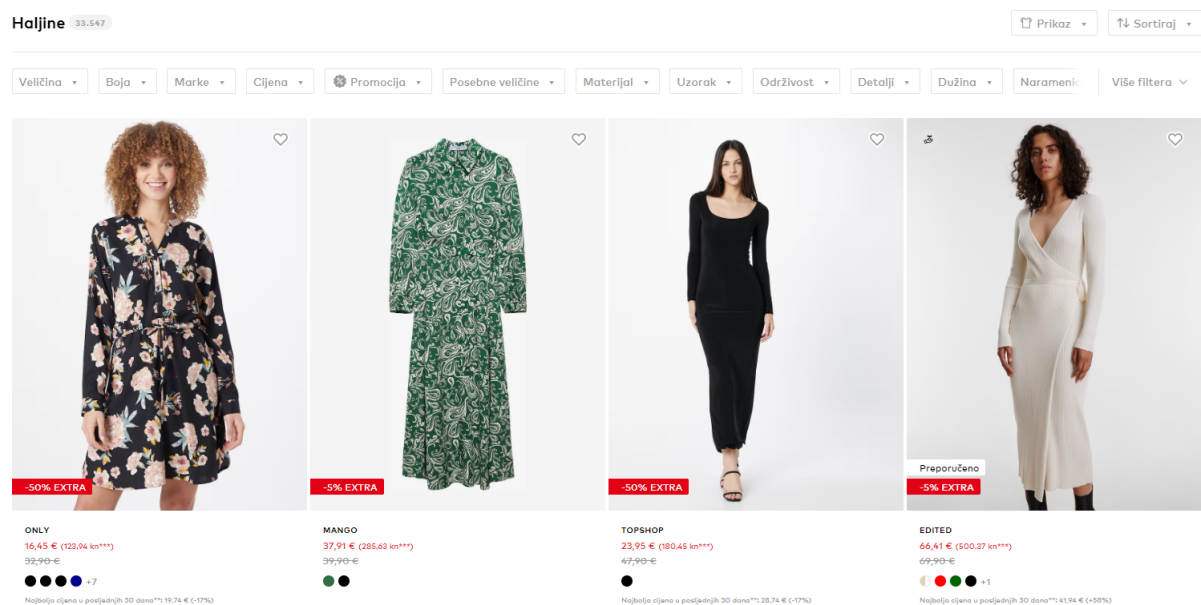 Haljine 33.547
Prikaz
Sortiraj
Veličina Boja Marke Cijena Promocija Posebne veličine Materijal Uzorak Održivost Detalji Dužina Više filtera
-50% EXTRA
-5% EXTRA
-50% EXTRA
Preporučeno
-5% EXTRA
ONLY
16,45 € (123,94 kn***)
32,90 €
+7
Najbolja cijena u posljednjih 30 dana**: 19,74 € (-17%)
MANGO
37,91 € (285,63 kn***)
39,90 €
TOPSHOP
23,95 € (180,45 kn***)
47,90 €
Najbolja cijena u posljednjih 30 dana**: 28,74 € (-17%)
EDITED
66,41 € (500,37 kn***)
69,90 €
+1
Najbolja cijena u posljednjih 30 dana**: 41,94 € (+58%)